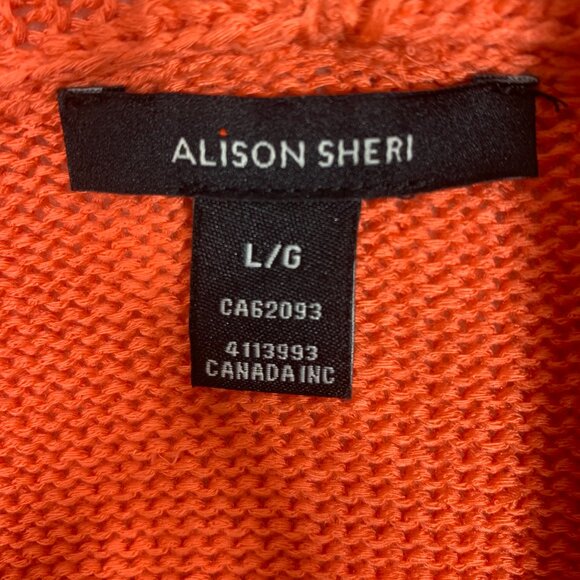 ALiSON SHERI
L/G
CA62093
4113993
CANADA INC